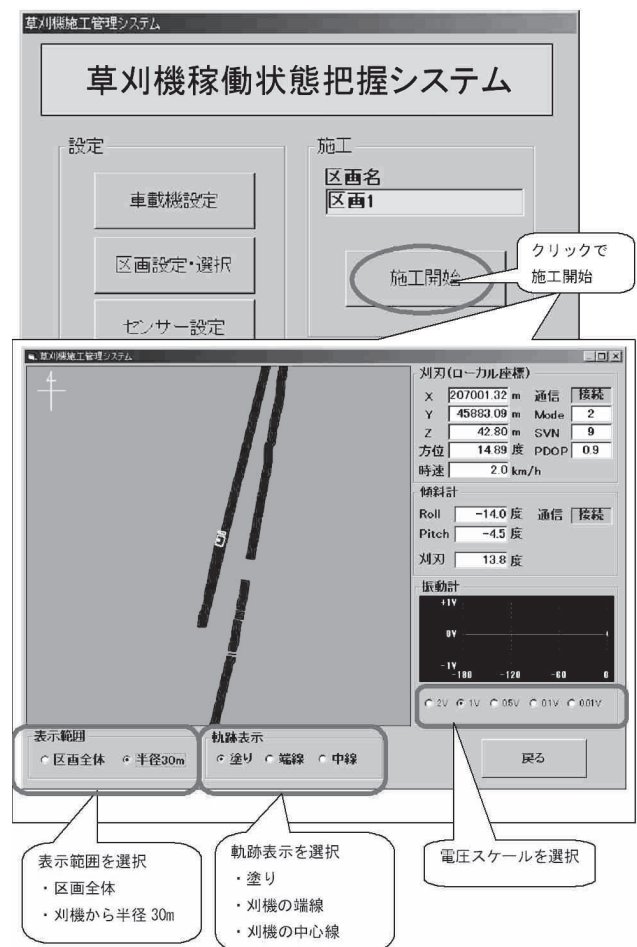 草刈機施工管理システム
草刈機稼働状態把握システム
設定
車載機設定
区画設定・選択
センサー設定
施工
区画名
区画1
施工開始
クリックで
施工開始
草刈機施工管理システム
刈刃(ローカル座標)
X 207001.32 m 通信 接続
Y 45883.09 m Mode 2
Z 42.80 m SVN 9
方位 14.89 度 PDOP 0.9
時速 2.0 km/h
傾斜計
Roll -14.0 度 通信 接続
Pitch -4.5 度
刈刃 13.8 度
振動計
+1V
0V
-1V
-180 -120 -60 0
2V 1V 0.5V 0.1V 0.01V
表示範囲
区画全体 半径30m
軌跡表示
塗り 端線 中線
戻る
表示範囲を選択
・区画全体
・刈機から半径 30m
軌跡表示を選択
・塗り
・刈機の端線
・刈機の中心線
電圧スケールを選択